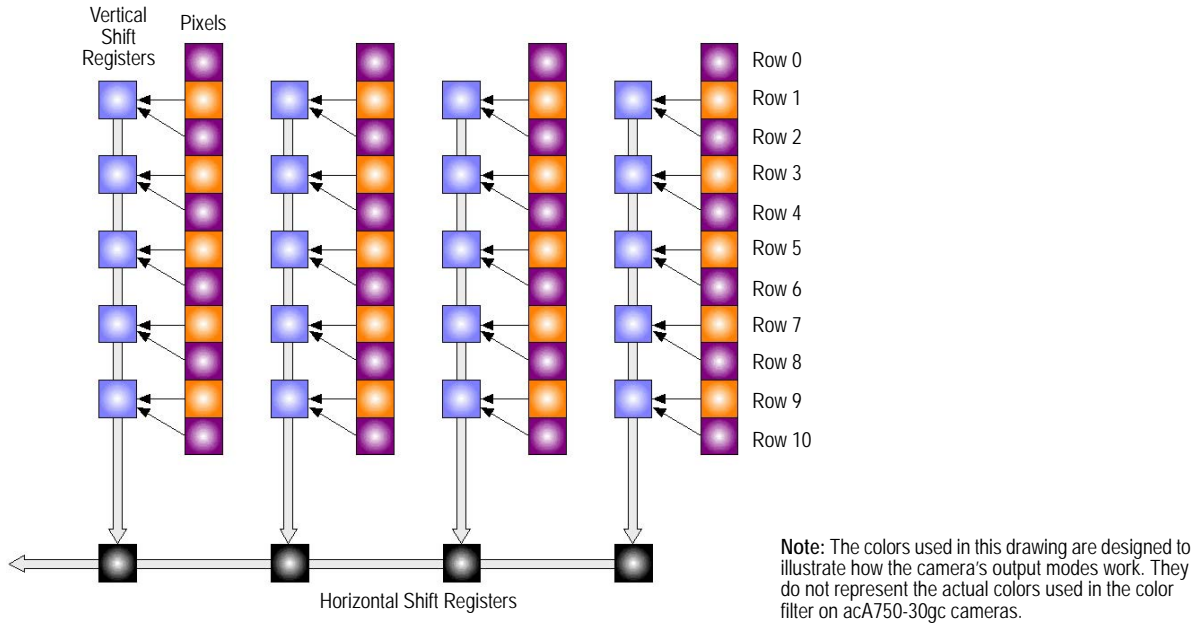 Vertical
Shift
Registers
Pixels
Row 0
Row 1
Row 2
Row 3
Row 4
Row 5
Row 6
Row 7
Row 8
Row 9
Row 10
Horizontal Shift Registers
Note: The colors used in this drawing are designed to
illustrate how the camera's output modes work. They
do not represent the actual colors used in the color
filter on acA750-30gc cameras.